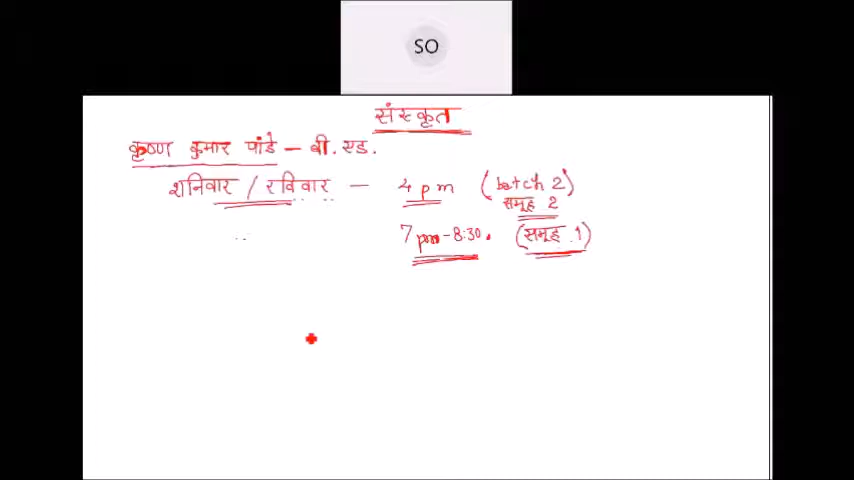 SO
संस्कृत
कृष्ण कुमार पांडे – बी. एड.
शनिवार / रविवार – 4 pm (batch 2)
समूह 2
7 pm – 8:30. (समूह 1)